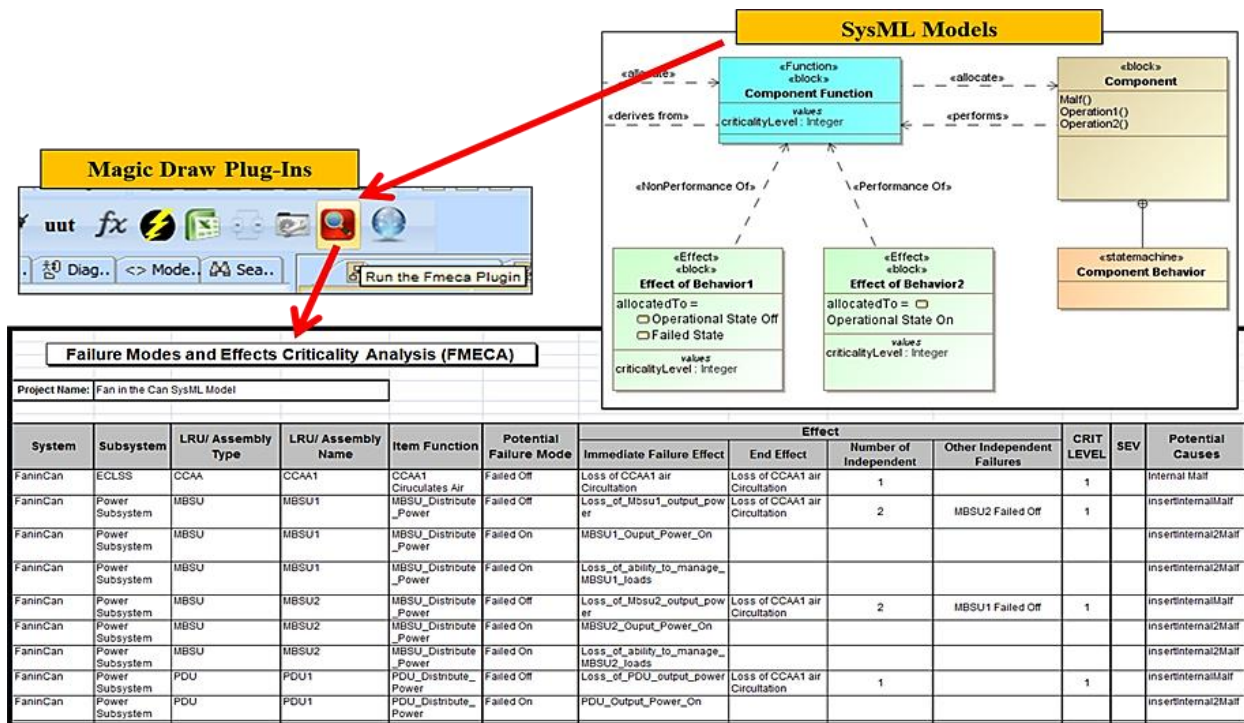 SysML Models
«allocate»
«derives from»
«Function»
«block»
Component Function
values
criticalityLevel : Integer
«allocate»
«performs»
«block»
Component
Malf()
Operation1()
Operation2()
«NonPerformance Of»
«Performance Of»
«Effect»
«block»
Effect of Behavior1
allocatedTo =
Operational State Off
Failed State
values
criticalityLevel : Integer
«Effect»
«block»
Effect of Behavior2
allocatedTo =
Operational State On
values
criticalityLevel : Integer
«statemachine»
Component Behavior
Magic Draw Plug-Ins
uut fx
Diag.. <> Mode.. Sea..
Run the Fmeca Plugin
Failure Modes and Effects Criticality Analysis (FMECA)
Project Name: Fan in the Can SysML Model
System Subsystem LRU/ Assembly Type LRU/ Assembly Name Item Function Potential Failure Mode Effect CRIT LEVEL SEV Potential Causes
Immediate Failure Effect End Effect Number of Independent Other Independent Failures
FaninCan ECLSS CCAA CCAA1 CCAA1 Ciruculates Air Failed Off Loss of CCAA1 air Circultation Loss of CCAA1 air Circultation 1 1 Internal Malf
FaninCan Power Subsystem MBSU MBSU1 MBSU_Distribute_Power Failed Off Loss_of_Mbsu1_output_power Loss of CCAA1 air Circultation 2 MBSU2 Failed Off 1 insertInternalMalf
FaninCan Power Subsystem MBSU MBSU1 MBSU_Distribute_Power Failed On MBSU1_Ouput_Power_On insertInternal2Malf
FaninCan Power Subsystem MBSU MBSU1 MBSU_Distribute_Power Failed On Loss_of_ability_to_manage_MBSU1_loads insertInternal2Malf
FaninCan Power Subsystem MBSU MBSU2 MBSU_Distribute_Power Failed Off Loss_of_Mbsu2_output_power Loss of CCAA1 air Circultation 2 MBSU1 Failed Off 1 insertInternalMalf
FaninCan Power Subsystem MBSU MBSU2 MBSU_Distribute_Power Failed On MBSU2_Ouput_Power_On insertInternal2Malf
FaninCan Power Subsystem MBSU MBSU2 MBSU_Distribute_Power Failed On Loss_of_ability_to_manage_MBSU2_loads insertInternal2Malf
FaninCan Power Subsystem PDU PDU1 PDU_Distribute_Power Failed Off Loss_of_PDU_output_power Loss of CCAA1 air Circultation 1 1 insertInternalMalf
FaninCan Power Subsystem PDU PDU1 PDU_Distribute_Power Failed On PDU_Output_Power_On insertInternal2Malf